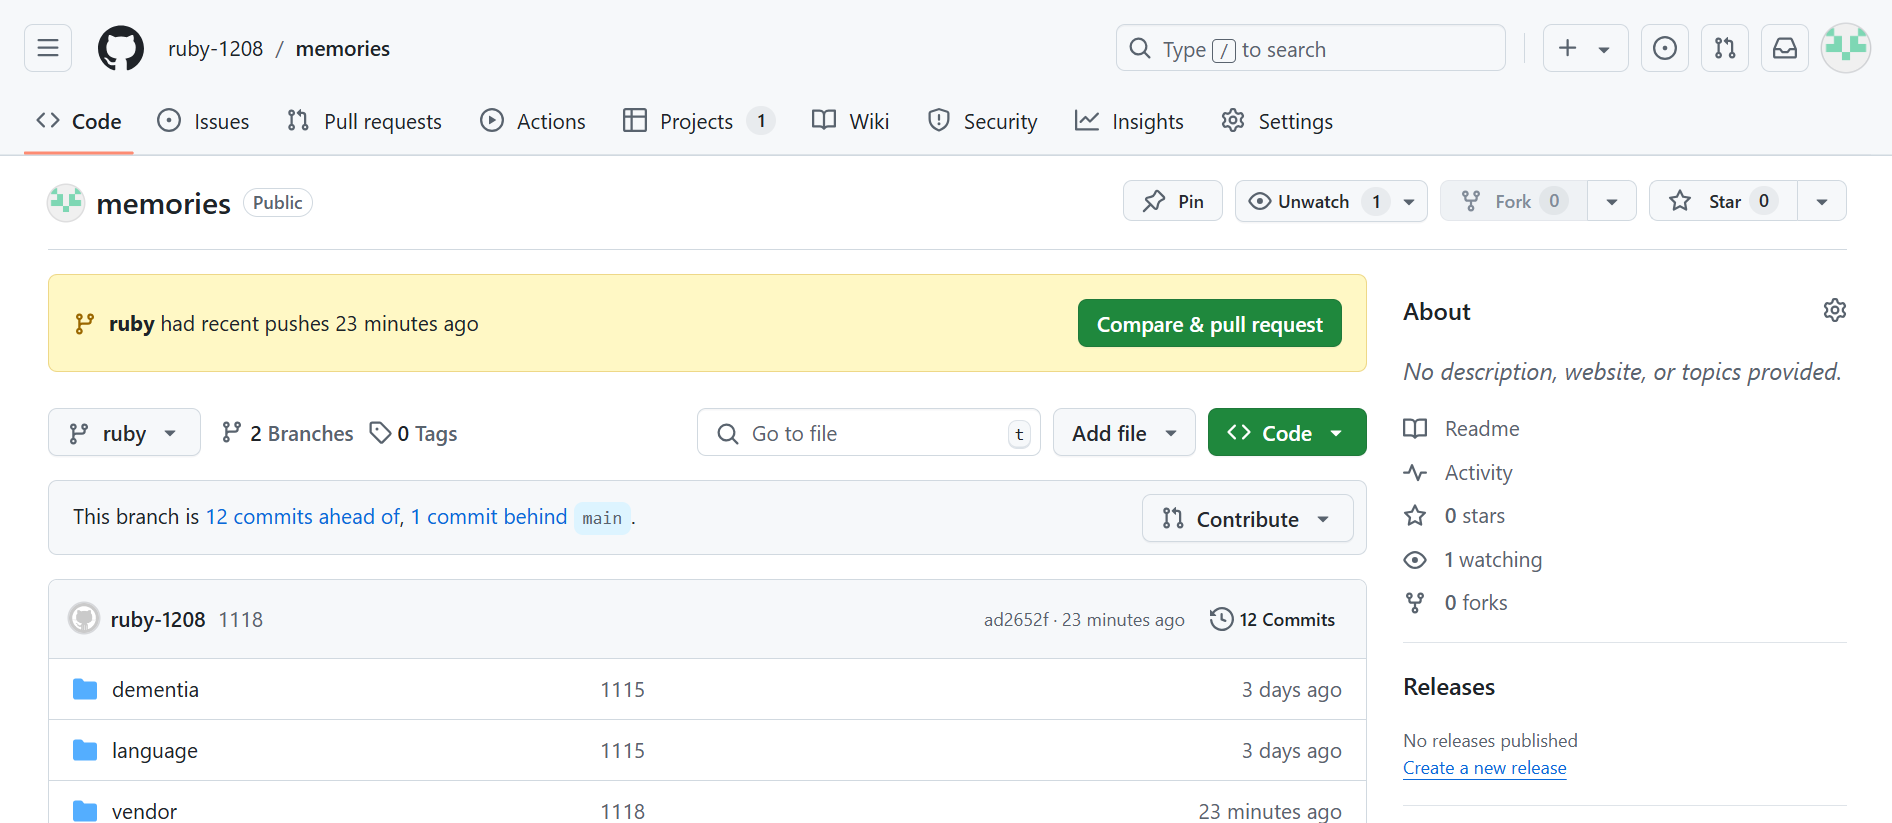 ruby-1208 / memories
Type / to search
Code Issues Pull requests Actions Projects 1 Wiki Security Insights Settings
memories Public
Pin Unwatch 1 Fork 0 Star 0
ruby had recent pushes 23 minutes ago
Compare & pull request
ruby 2 Branches 0 Tags
Go to file t
Add file
Code
This branch is 12 commits ahead of, 1 commit behind main .
Contribute
ruby-1208 1118 ad2652f · 23 minutes ago 12 Commits
dementia 1115 3 days ago
language 1115 3 days ago
vendor 1118 23 minutes ago
About
No description, website, or topics provided.
Readme
Activity
0 stars
1 watching
0 forks
Releases
No releases published
Create a new release